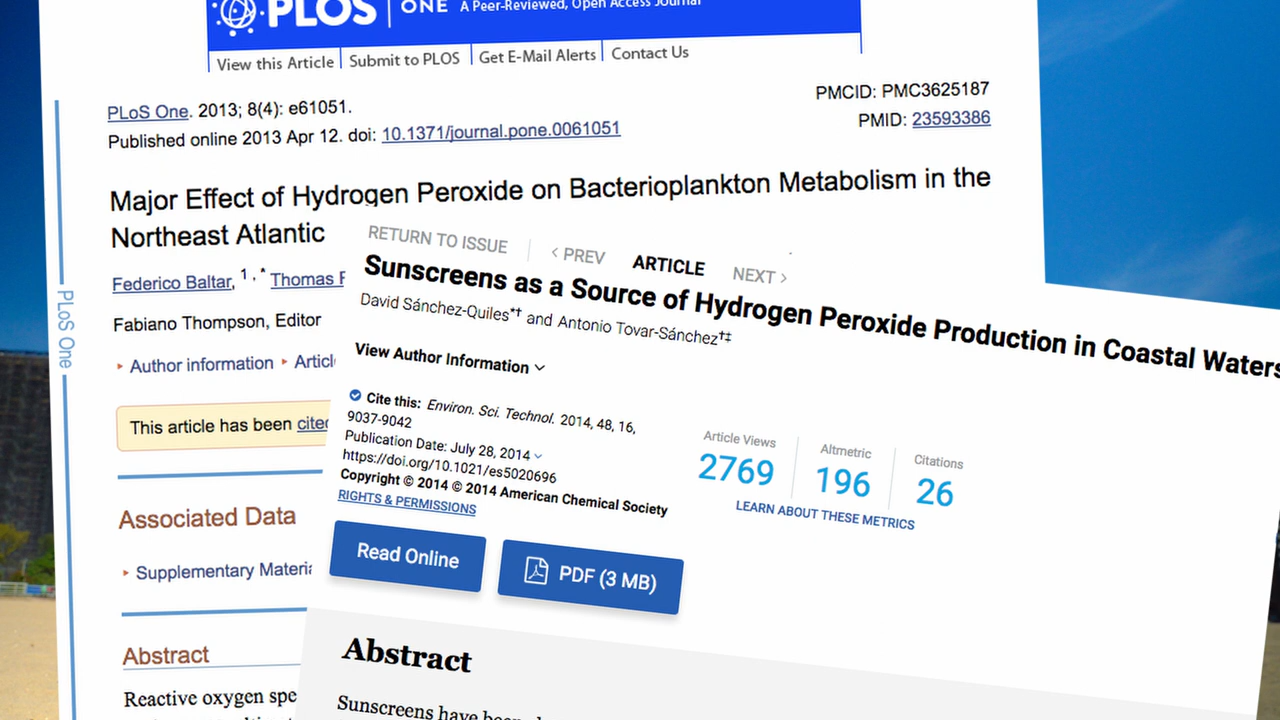 PLOS ONE A Peer-Reviewed, Open Access Journal
View this Article Submit to PLOS Get E-Mail Alerts Contact Us
PLoS One. 2013; 8(4): e61051.
Published online 2013 Apr 12. doi: 10.1371/journal.pone.0061051
PMCID: PMC3625187
PMID: 23593386
Major Effect of Hydrogen Peroxide on Bacterioplankton Metabolism in the
Northeast Atlantic
Federico Baltar, 1, * Thomas
Fabiano Thompson, Editor
Author information
This article has been
Associated Data
Supplementary
Abstract
Reactive oxygen
PLoS One
RETURN TO ISSUE < PREV ARTICLE NEXT >
Sunscreens as a Source of Hydrogen Peroxide Production in Coastal Waters
David Sánchez-Quiles*† and Antonio Tovar-Sánchez†‡
View Author Information
Cite this: Environ. Sci. Technol. 2014, 48, 16,
9037-9042
Publication Date: July 28, 2014
https://doi.org/10.1021/es5020696
Copyright © 2014 © 2014 American Chemical Society
RIGHTS & PERMISSIONS
Article Views
2769
Altmetric
196
Citations
26
LEARN ABOUT THESE METRICS
Read Online
PDF (3 MB)
Abstract
Sunscreens have